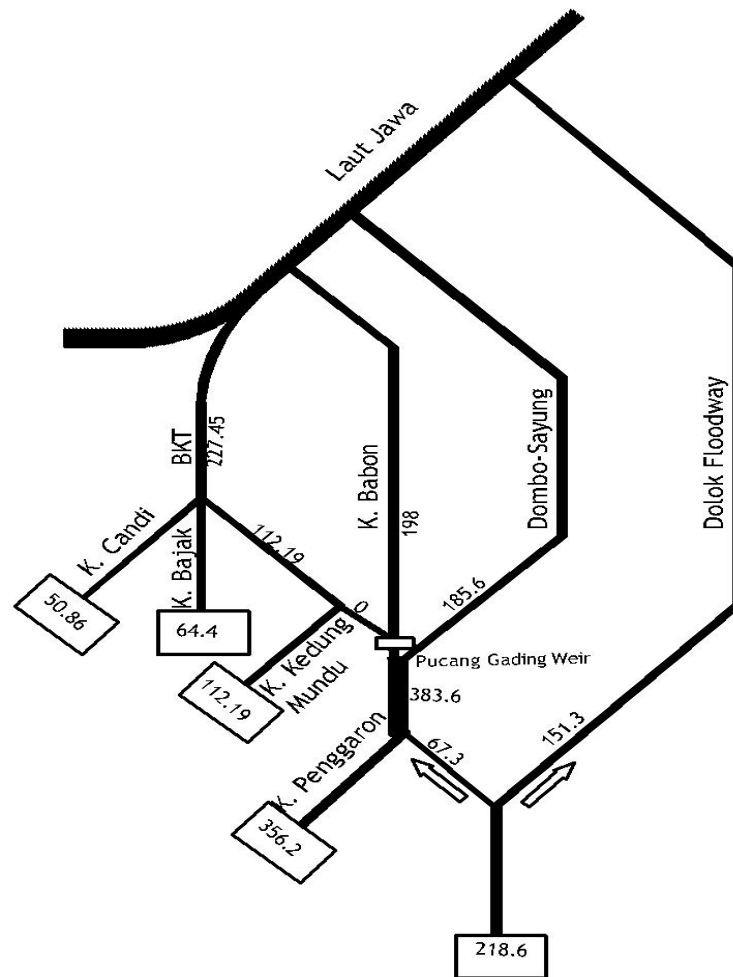 Laut Jawa
BKT
227.45
K. Babon
198
Dombo-Sayung
Dolok Floodway
K. Candi
50.86
K. Bajak
64.4
112.19
0
K. Kedung
Mundu
112.19
185.6
Pucang Gading Weir
383.6
K. Penggaron
356.2
67.3
151.3
218.6